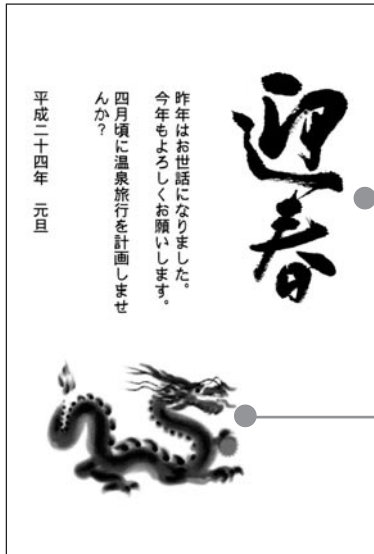 迎春
昨年はお世話になりました。
今年もよろしくお願いします。
四月頃に温泉旅行を計画しませ
んか？
平成二十四年　元旦